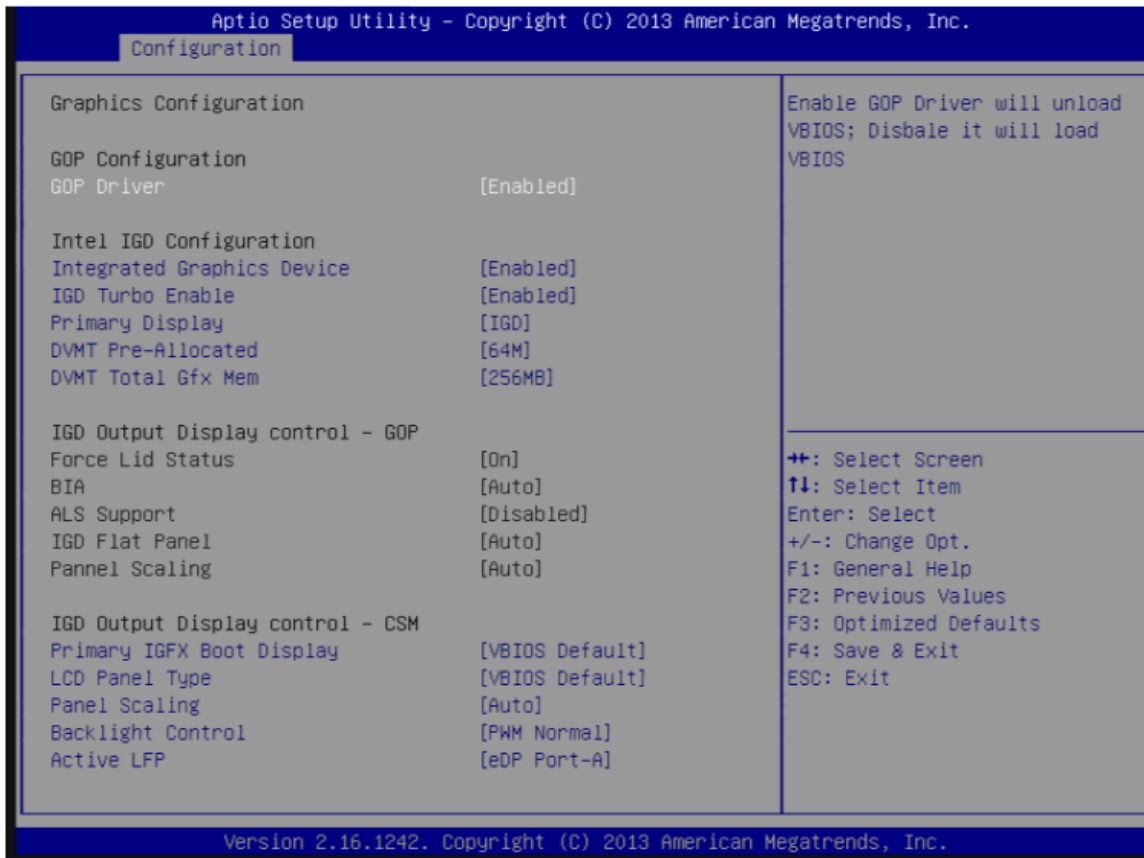 Aptio Setup Utility – Copyright (C) 2013 American Megatrends, Inc.
Configuration
Graphics Configuration
GOP Configuration
GOP Driver [Enabled]
Intel IGD Configuration
Integrated Graphics Device [Enabled]
IGD Turbo Enable [Enabled]
Primary Display [IGD]
DVMT Pre-Allocated [64M]
DVMT Total Gfx Mem [256MB]
IGD Output Display control – GOP
Force Lid Status [On]
BIA [Auto]
ALS Support [Disabled]
IGD Flat Panel [Auto]
Pannel Scaling [Auto]
IGD Output Display control – CSM
Primary IGFX Boot Display [VBIOS Default]
LCD Panel Type [VBIOS Default]
Panel Scaling [Auto]
Backlight Control [PWM Normal]
Active LFP [eDP Port-A]
Enable GOP Driver will unload
VBIOS; Disbale it will load
VBIOS
→←: Select Screen
↑↓: Select Item
Enter: Select
+/-: Change Opt.
F1: General Help
F2: Previous Values
F3: Optimized Defaults
F4: Save & Exit
ESC: Exit
Version 2.16.1242. Copyright (C) 2013 American Megatrends, Inc.